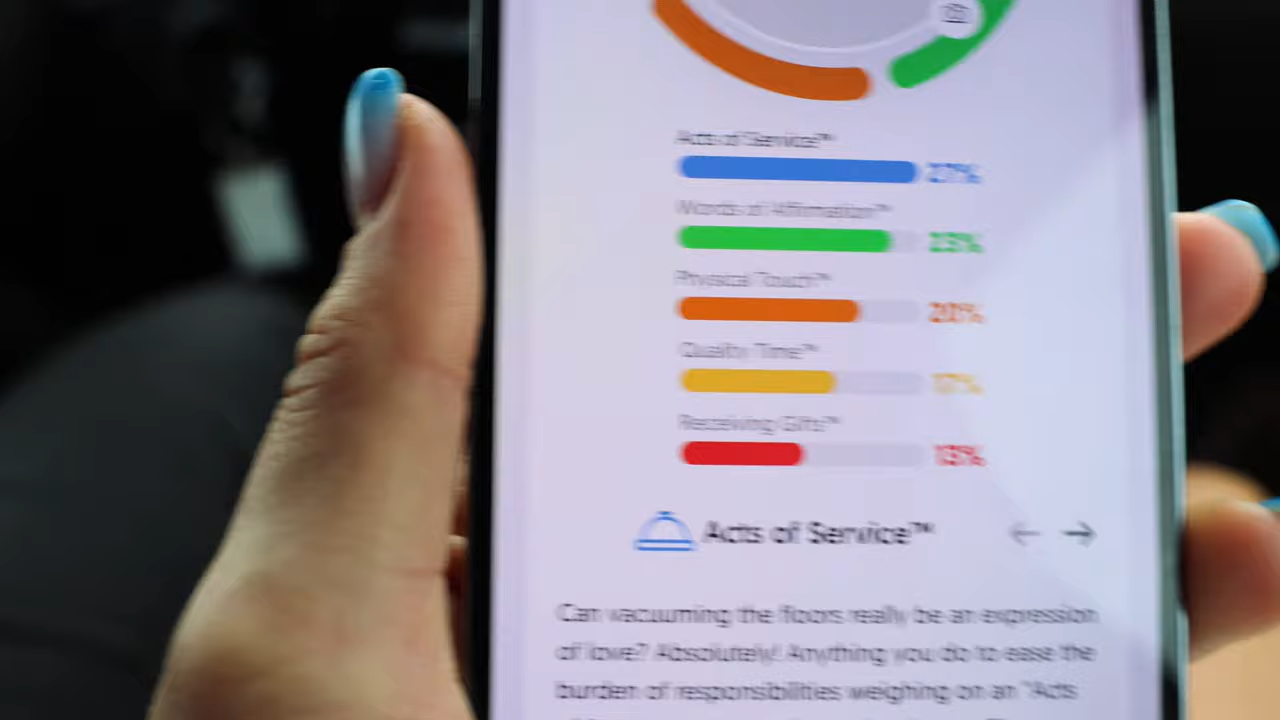 Acts of Service™
27%
Words of Affirmation™
23%
Physical Touch™
20%
Quality Time™
17%
Receiving Gifts™
13%
Acts of Service™
Can vacuuming the floors really be an expression
of love? Absolutely! Anything you do to ease the
burden of responsibilities weighing on an "Acts